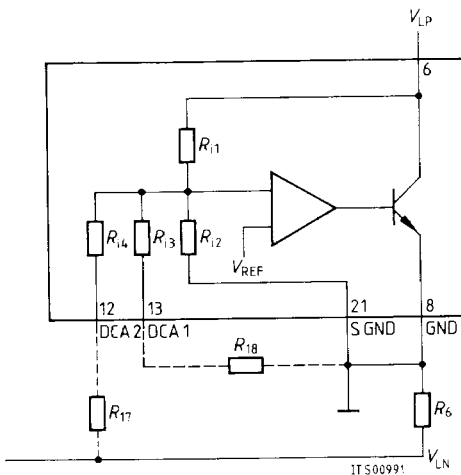 V_LP
6
R_i1
R_i4
R_i3
R_i2
V_REF
12
13
21
8
DCA 2
DCA 1
S GND
GND
R_18
R_17
R_6
V_LN
ITS00991